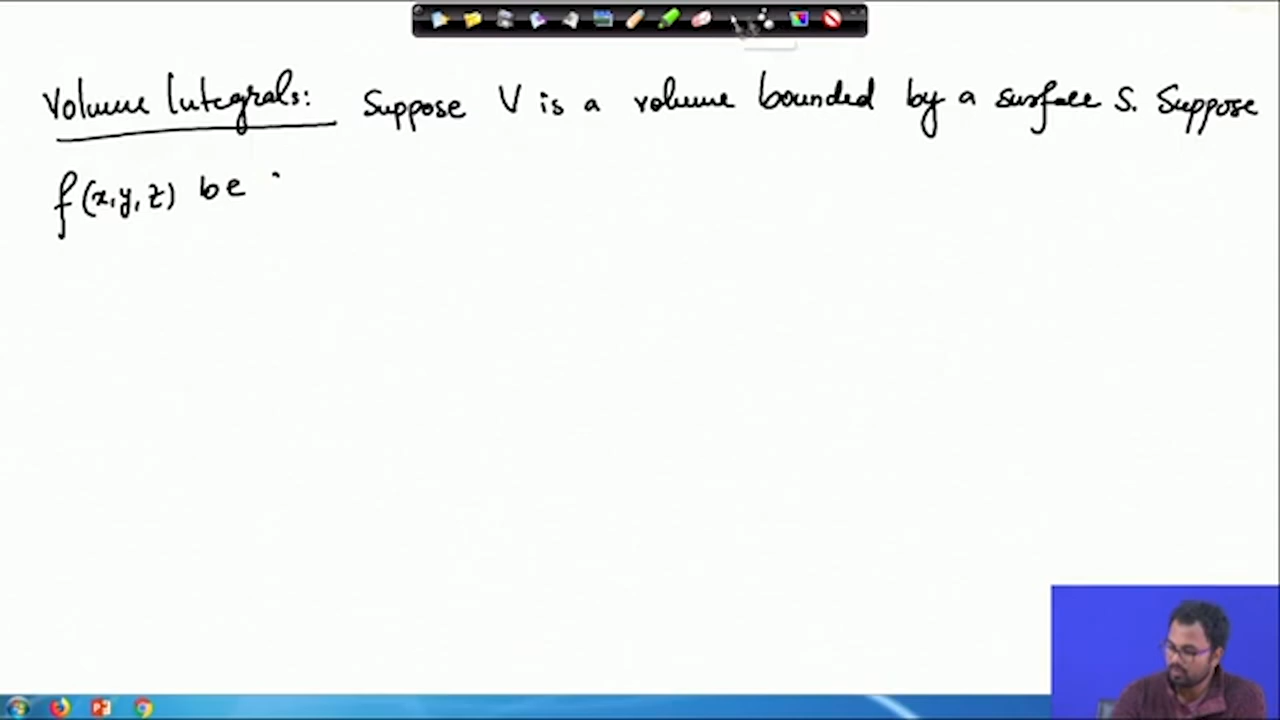 Volume Integrals: Suppose V is a volume bounded by a surface S. Suppose
f(x,y,z) be